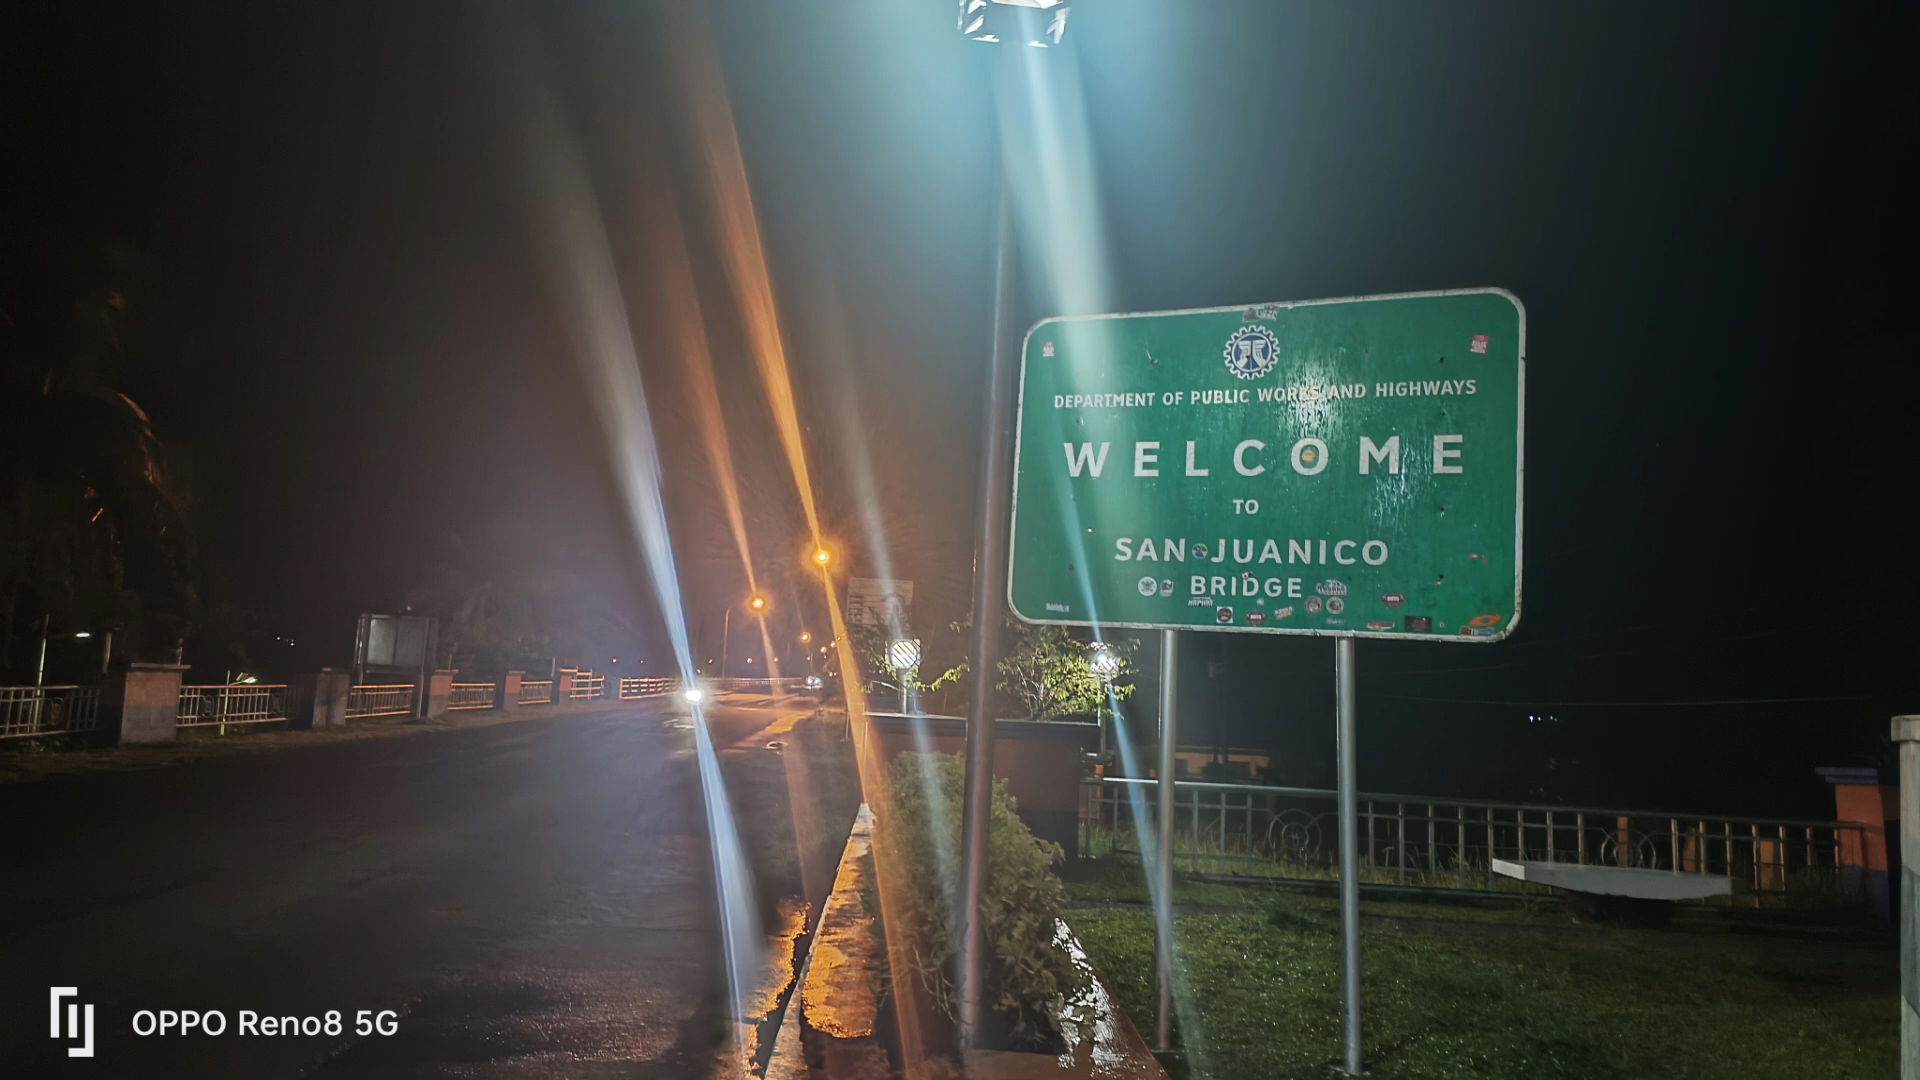 DEPARTMENT OF PUBLIC WORKS AND HIGHWAYS
WELCOME
TO
SAN JUANICO
BRIDGE
OPPO Reno8 5G